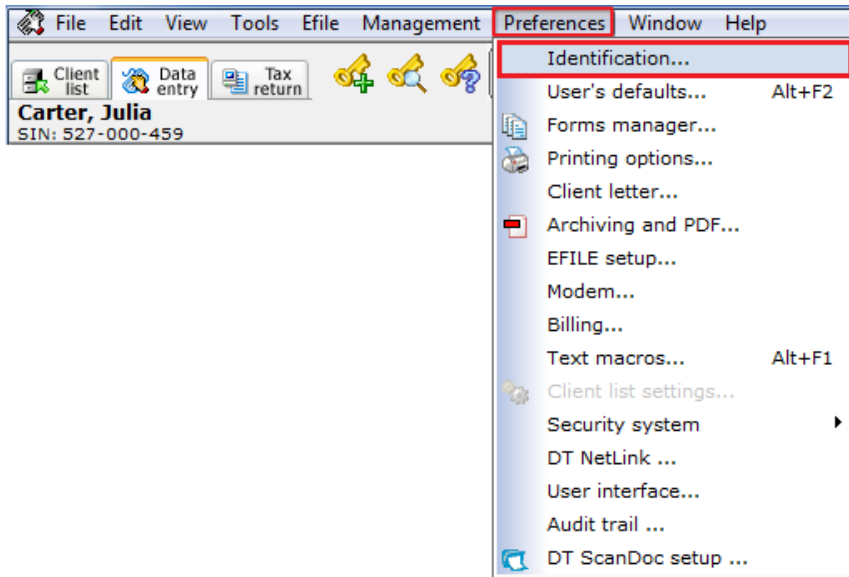 File Edit View Tools Efile Management Preferences Window Help
Client list
Data entry
Tax return
Carter, Julia
SIN: 527-000-459
Identification...
User's defaults... Alt+F2
Forms manager...
Printing options...
Client letter...
Archiving and PDF...
EFILE setup...
Modem...
Billing...
Text macros... Alt+F1
Client list settings...
Security system
DT NetLink ...
User interface...
Audit trail ...
DT ScanDoc setup ...